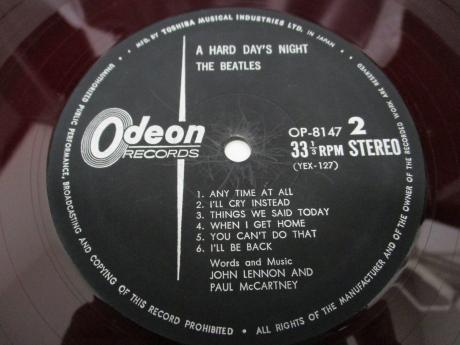 • MFD. BY TOSHIBA MUSICAL INDUSTRIES LTD. IN JAPAN •
A HARD DAY'S NIGHT
THE BEATLES
Odeon
RECORDS
OP-8147 2
33 1/3 RPM STEREO
(YEX-127)
1. ANY TIME AT ALL
2. I'LL CRY INSTEAD
3. THINGS WE SAID TODAY
4. WHEN I GET HOME
5. YOU CAN'T DO THAT
6. I'LL BE BACK
Words and Music
JOHN LENNON AND
PAUL McCARTNEY
UNAUTHORIZED PUBLIC PERFORMANCE, BROADCASTING AND COPYING OF THIS RECORD PROHIBITED • ALL RIGHTS OF THE MANUFACTURER AND OF THE OWNER OF THE RECORDED WORK ARE RESERVED